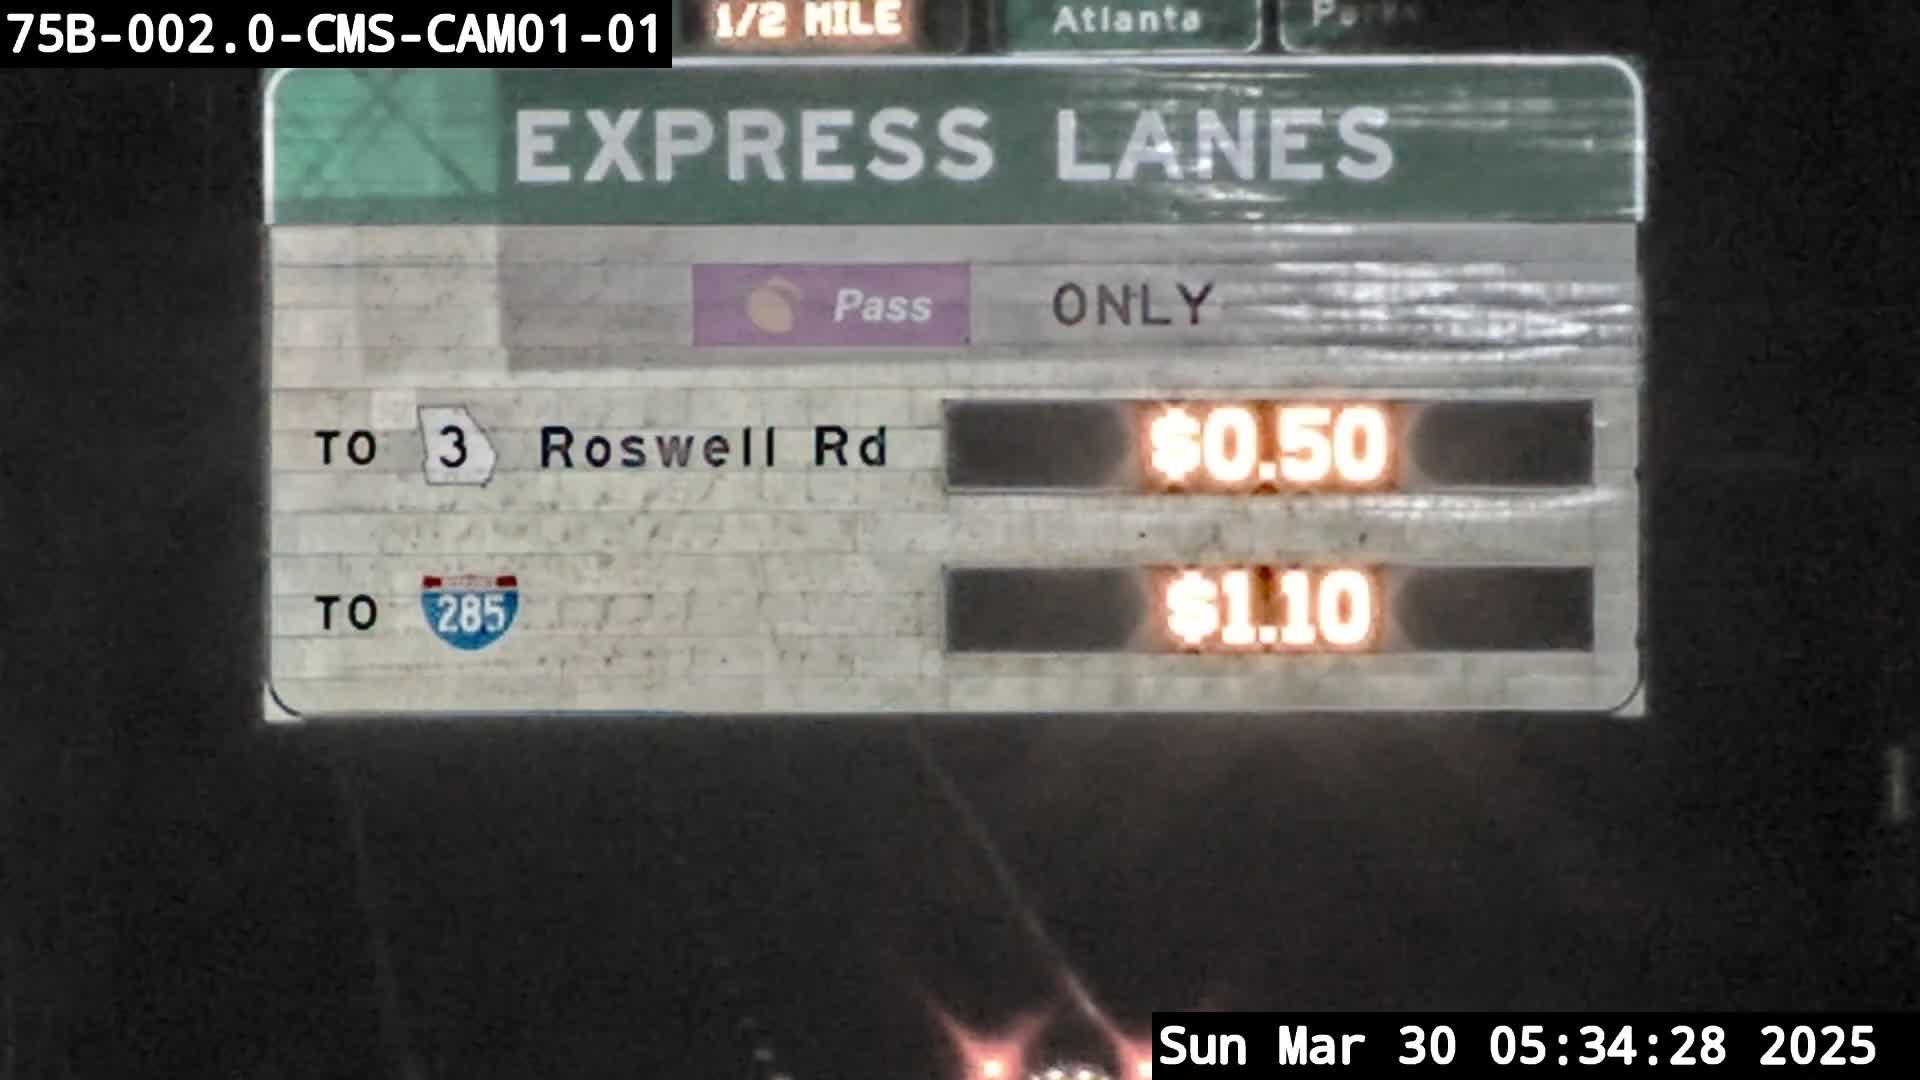 75B-002.0-CMS-CAM01-01
1/2 MILE
Atlanta
EXPRESS LANES
Pass ONLY
TO 3 Roswell Rd $0.50
TO 285 $1.10
Sun Mar 30 05:34:28 2025